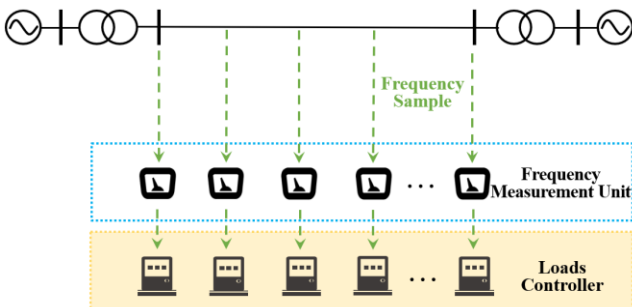 Frequency
Sample
Frequency
Measurement Unit
...
Loads
Controller
...